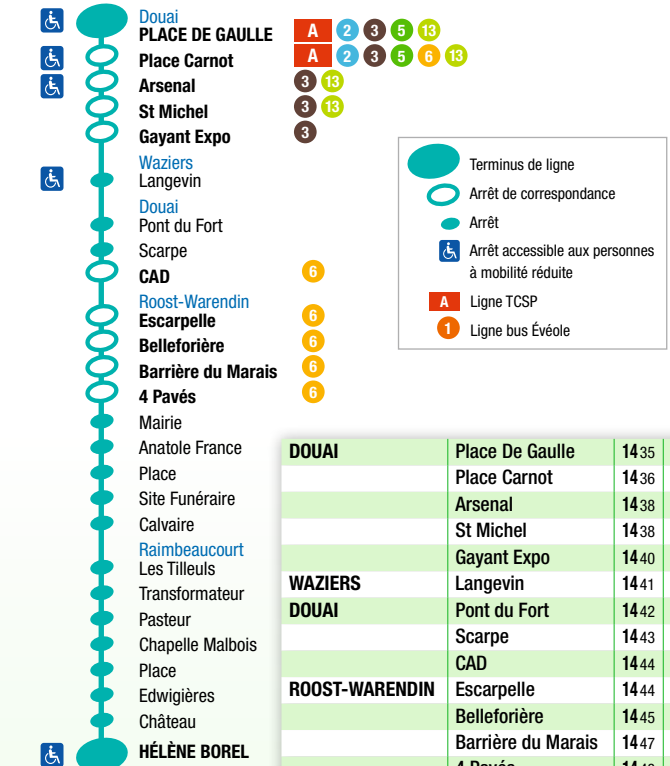 Douai
PLACE DE GAULLE A 2 3 5 13
Place Carnot A 2 3 5 6 13
Arsenal 3 13
St Michel 3 13
Gayant Expo 3
Waziers
Langevin
Douai
Pont du Fort
Scarpe
CAD 6
Roost-Warendin
Escarpelle 6
Belleforière 6
Barrière du Marais 6
4 Pavés 6
Mairie
Anatole France
Place
Site Funéraire
Calvaire
Raimbeaucourt
Les Tilleuls
Transformateur
Pasteur
Chapelle Malbois
Place
Edwigières
Château
HÉLÈNE BOREL
Terminus de ligne
Arrêt de correspondance
Arrêt
Arrêt accessible aux personnes
à mobilité réduite
A Ligne TCSP
1 Ligne bus Évéole
DOUAI Place De Gaulle 1435
Place Carnot 1436
Arsenal 1438
St Michel 1438
Gayant Expo 1440
WAZIERS Langevin 1441
DOUAI Pont du Fort 1442
Scarpe 1443
CAD 1444
ROOST-WARENDIN Escarpelle 1444
Belleforière 1445
Barrière du Marais 1447
4 Pavés